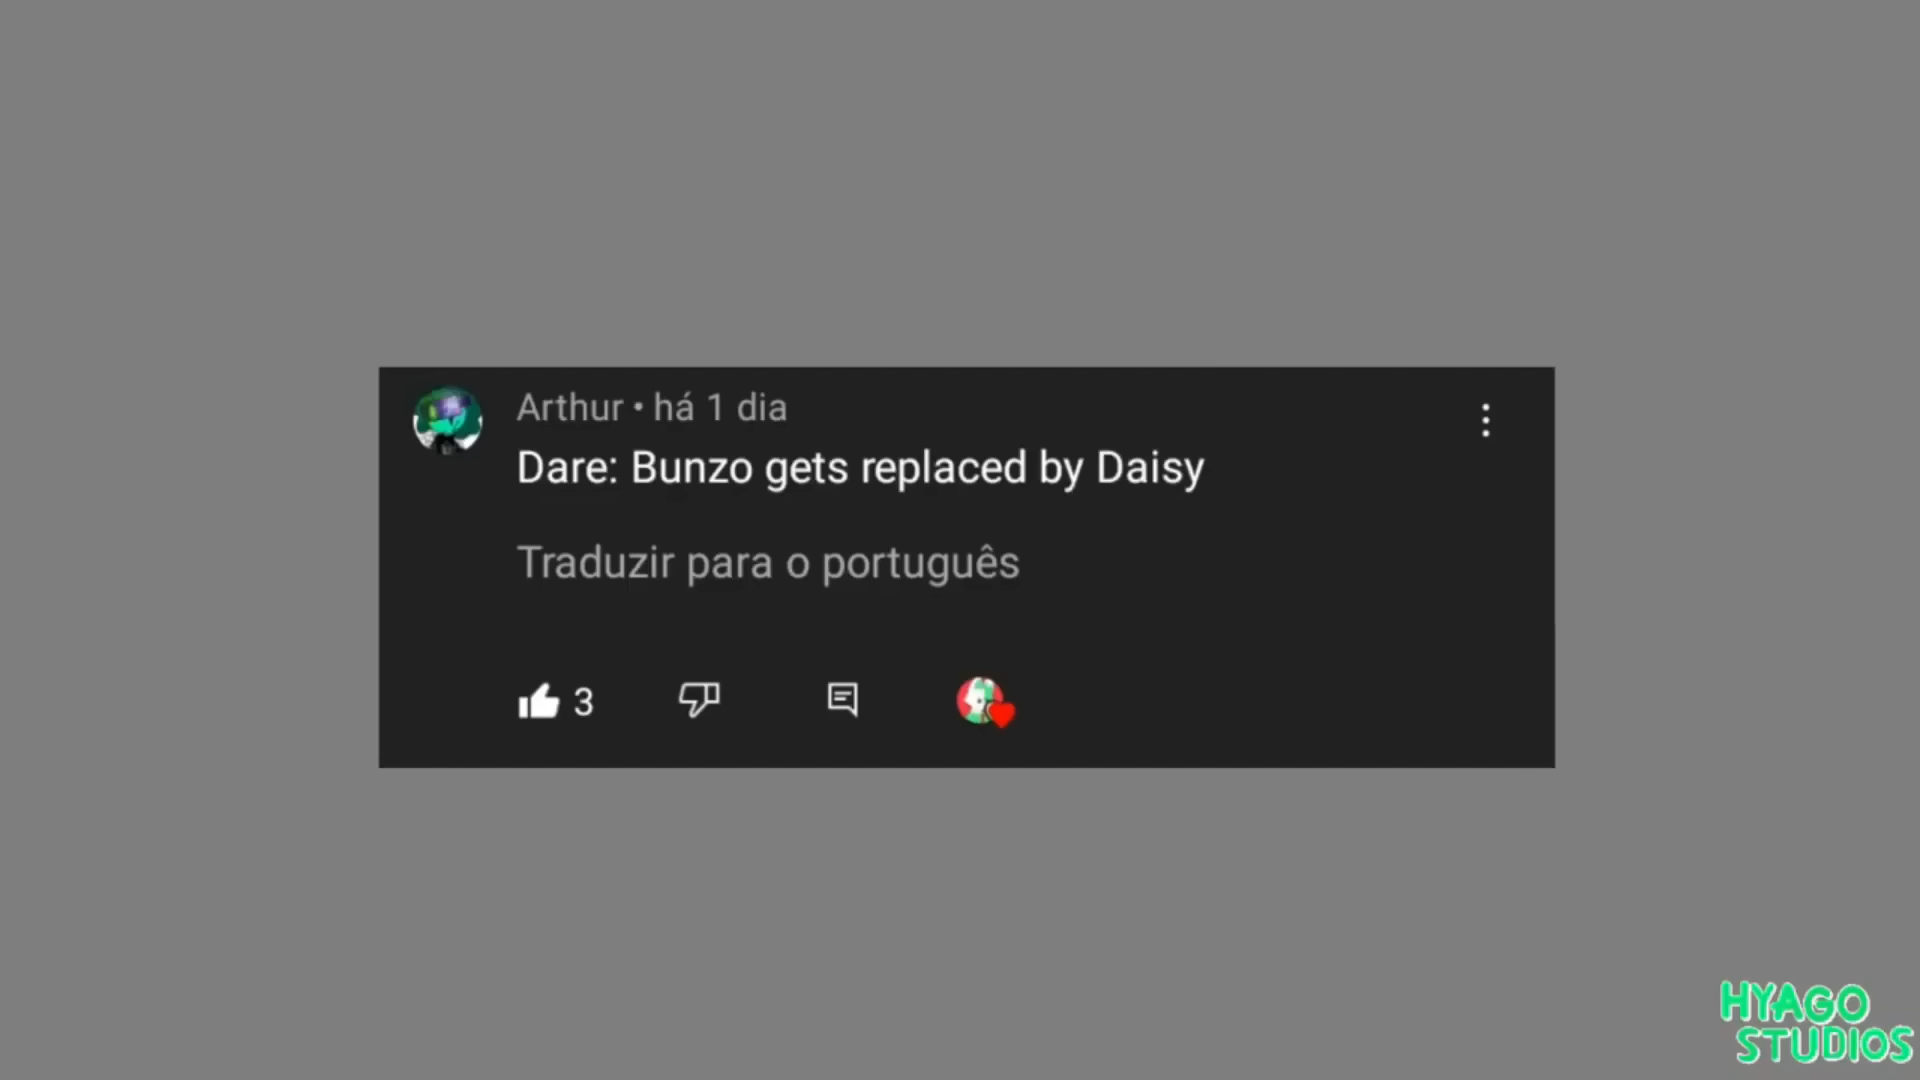 Arthur • há 1 dia
Dare: Bunzo gets replaced by Daisy
Traduzir para o português
3
HYAGO
STUDIOS